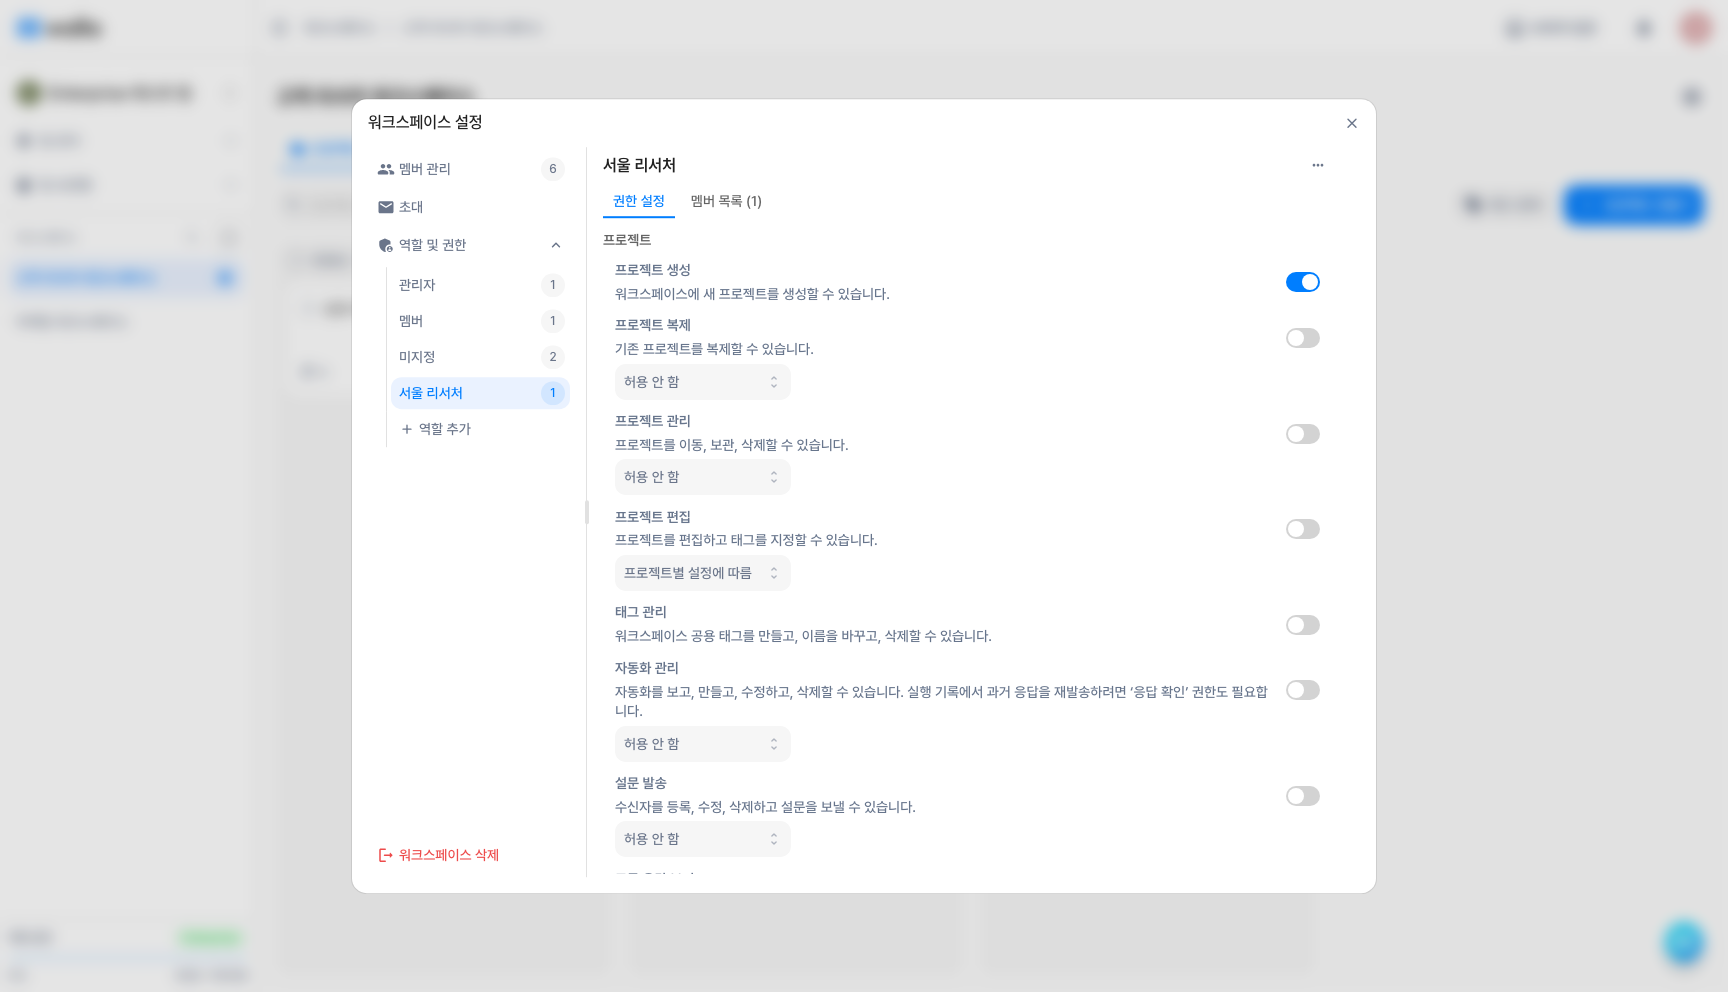 워크스페이스 설정
멤버 관리
6
초대
역할 및 권한
관리자
1
멤버
1
미지정
2
서울 리서처
1
역할 추가
워크스페이스 삭제
서울 리서처
권한 설정
멤버 목록 (1)
프로젝트
프로젝트 생성
워크스페이스에 새 프로젝트를 생성할 수 있습니다.
프로젝트 복제
기존 프로젝트를 복제할 수 있습니다.
허용 안 함
프로젝트 관리
프로젝트를 이동, 보관, 삭제할 수 있습니다.
허용 안 함
프로젝트 편집
프로젝트를 편집하고 태그를 지정할 수 있습니다.
프로젝트별 설정에 따름
태그 관리
워크스페이스 공용 태그를 만들고, 이름을 바꾸고, 삭제할 수 있습니다.
자동화 관리
자동화를 보고, 만들고, 수정하고, 삭제할 수 있습니다. 실행 기록에서 과거 응답을 재발송하려면 ‘응답 확인’ 권한도 필요합
니다.
허용 안 함
설문 발송
수신자를 등록, 수정, 삭제하고 설문을 보낼 수 있습니다.
허용 안 함